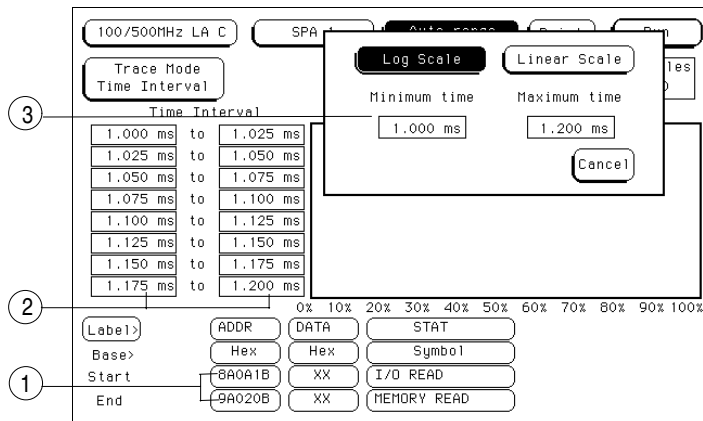 100/500MHz LA C
SPA
Auto range
Print
Run
Log Scale
Linear Scale
Trace Mode
Time Interval
Minimum time
Maximum time
1.000 ms
1.200 ms
Cancel
3
Time Interval
1.000 ms to 1.025 ms
1.025 ms to 1.050 ms
1.050 ms to 1.075 ms
1.075 ms to 1.100 ms
1.100 ms to 1.125 ms
1.125 ms to 1.150 ms
1.150 ms to 1.175 ms
1.175 ms to 1.200 ms
2
0% 10% 20% 30% 40% 50% 60% 70% 80% 90% 100%
Label> ADDR DATA STAT
Base> Hex Hex Symbol
1
Start 8A0A1B XX I/O READ
End 9A020B XX MEMORY READ